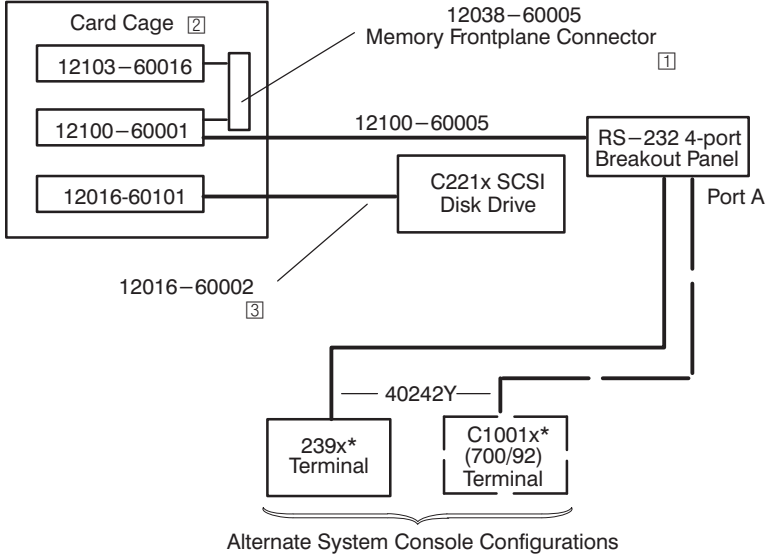 Card Cage 2
12103–60016
12100–60001
12016-60101
12038–60005
Memory Frontplane Connector
1
12100–60005
RS–232 4-port
Breakout Panel
C221x SCSI
Disk Drive
Port A
12016–60002
3
40242Y
239x*
Terminal
C1001x*
(700/92)
Terminal
Alternate System Console Configurations